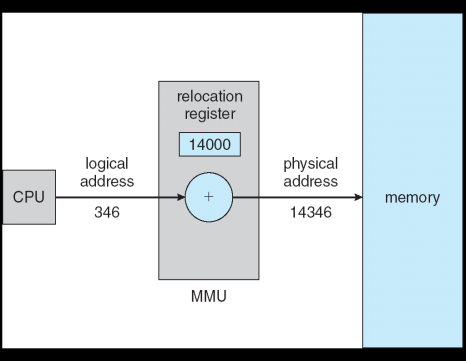 relocation
register
14000
logical
address
physical
address
CPU
+
memory
346
14346
MMU